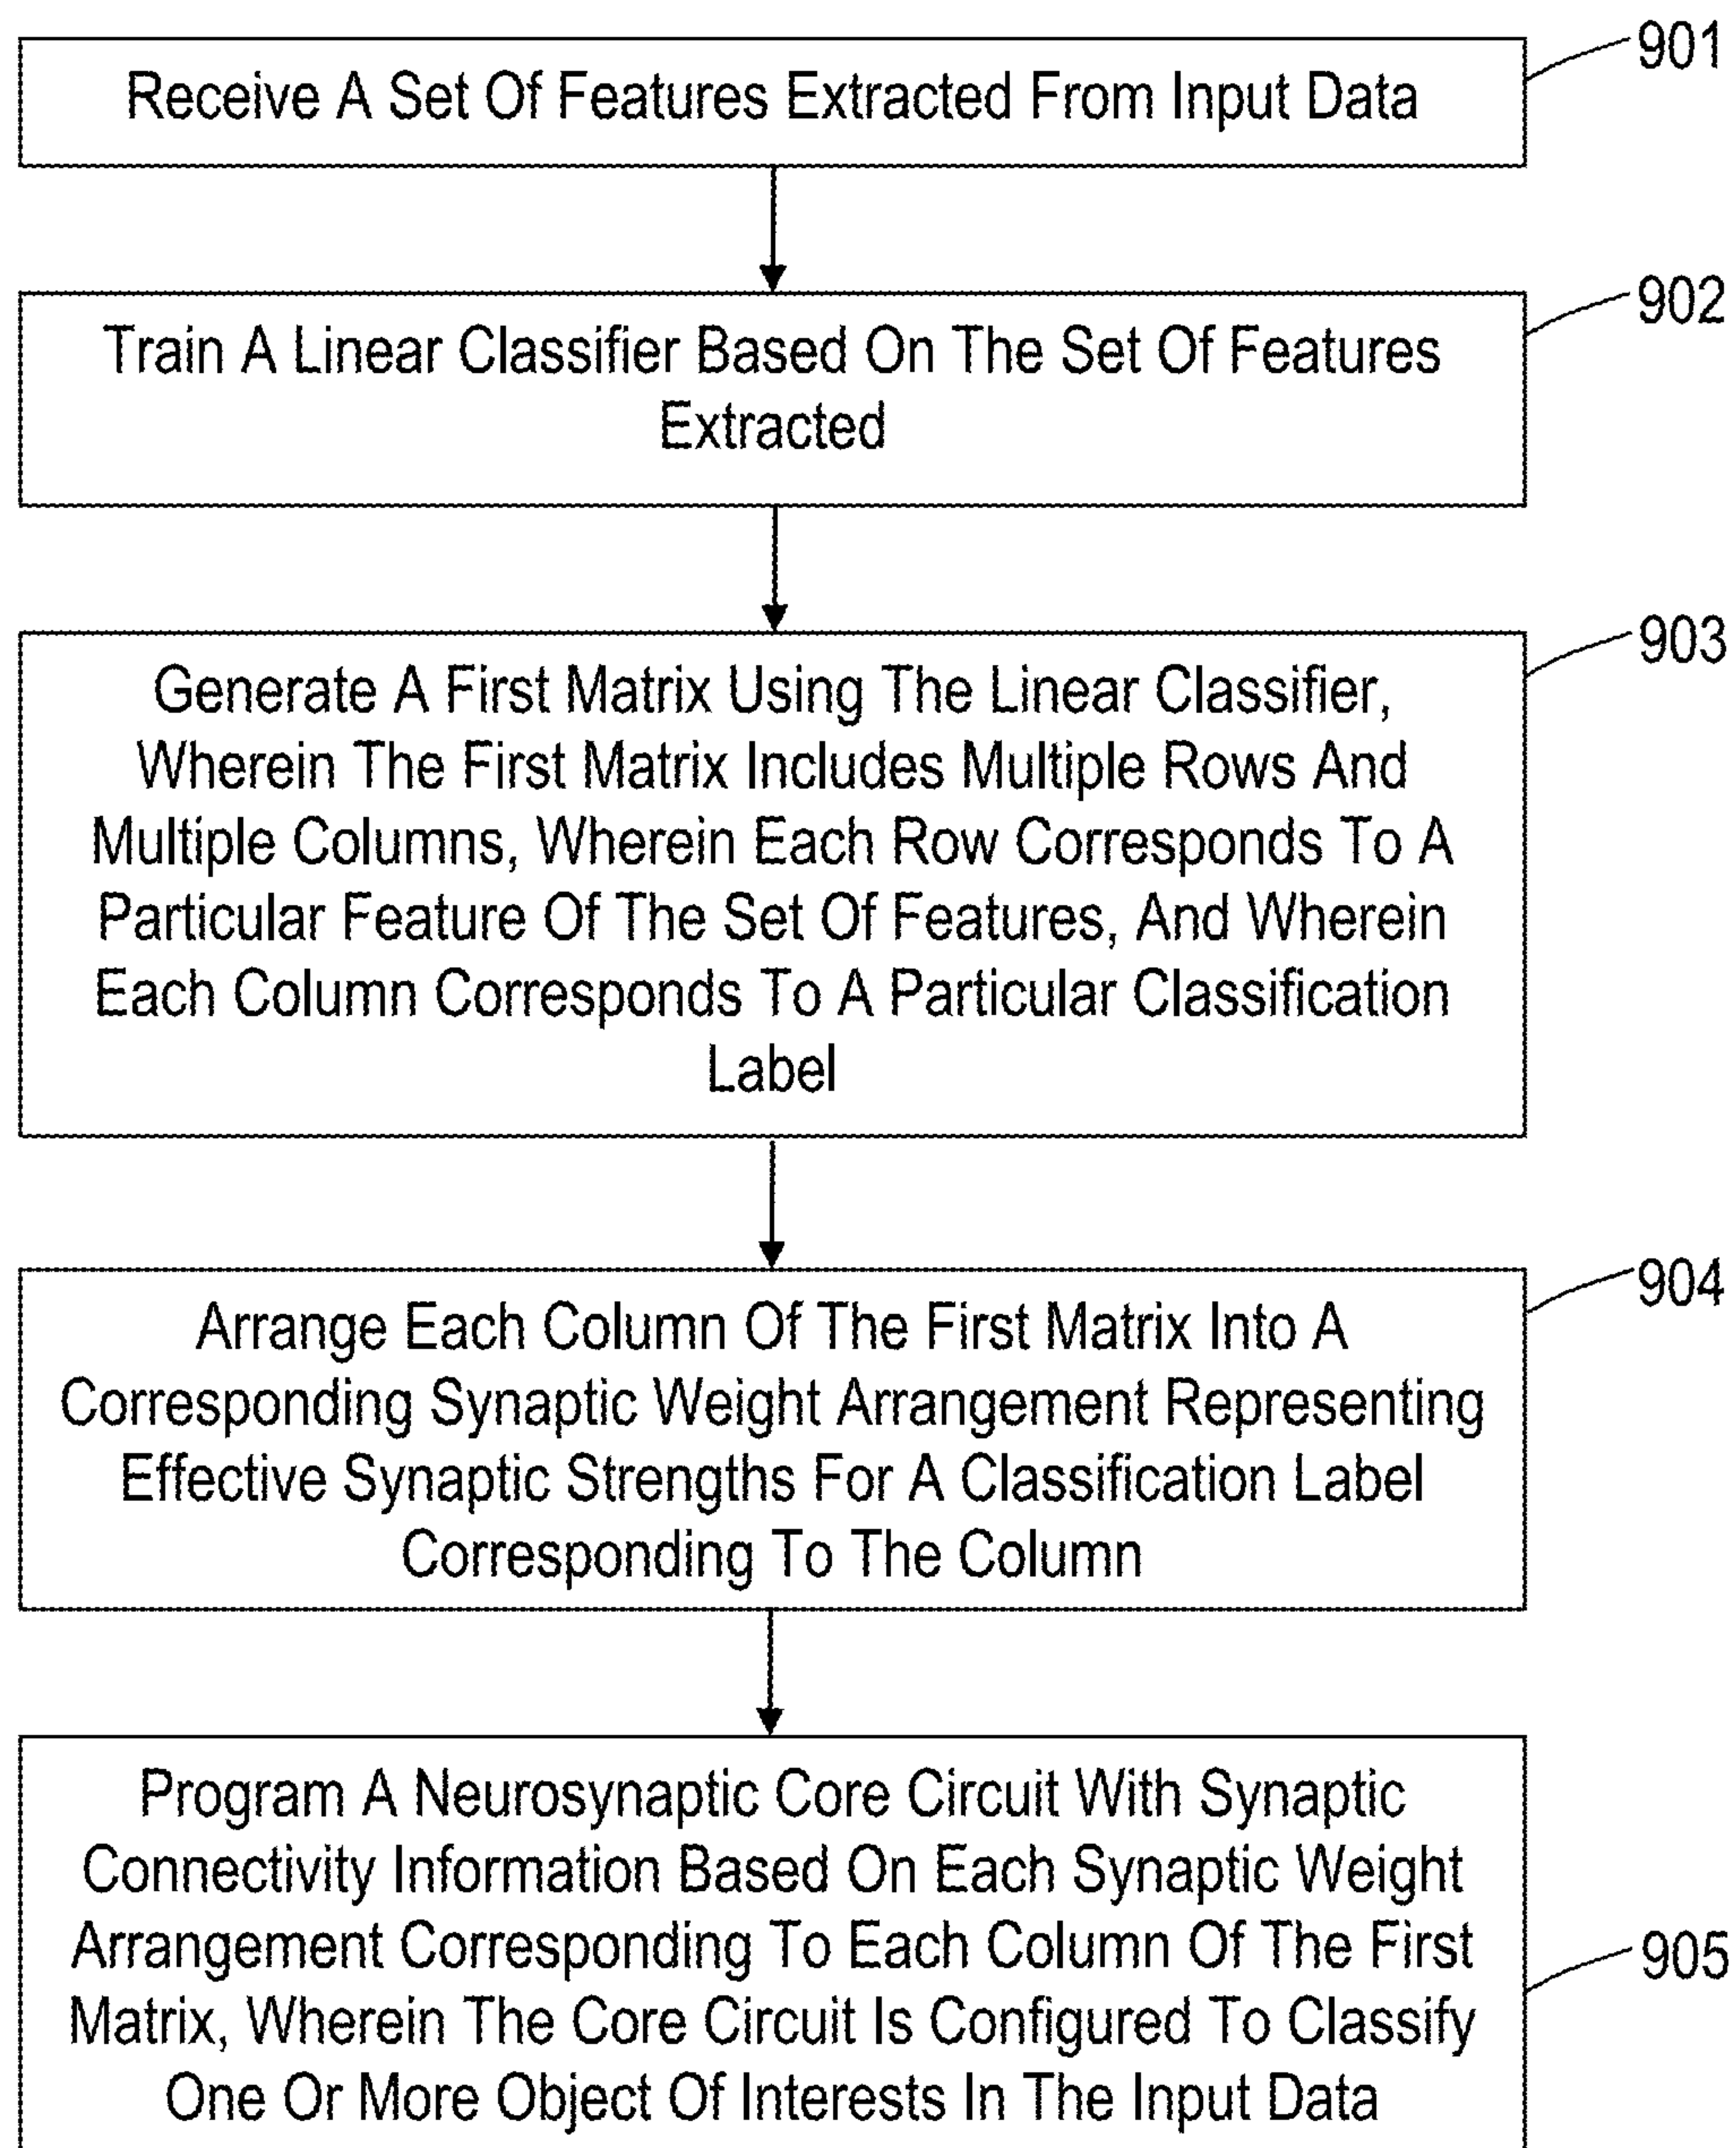 901
Receive A Set Of Features Extracted From Input Data
902
Train A Linear Classifier Based On The Set Of Features
Extracted
903
Generate A First Matrix Using The Linear Classifier,
Wherein The First Matrix Includes Multiple Rows And
Multiple Columns, Wherein Each Row Corresponds To A
Particular Feature Of The Set Of Features, And Wherein
Each Column Corresponds To A Particular Classification
Label
904
Arrange Each Column Of The First Matrix Into A
Corresponding Synaptic Weight Arrangement Representing
Effective Synaptic Strengths For A Classification Label
Corresponding To The Column
Program A Neurosynaptic Core Circuit With Synaptic
Connectivity Information Based On Each Synaptic Weight
Arrangement Corresponding To Each Column Of The First
905
Matrix, Wherein The Core Circuit Is Configured To Classify
One Or More Object Of Interests In The Input Data